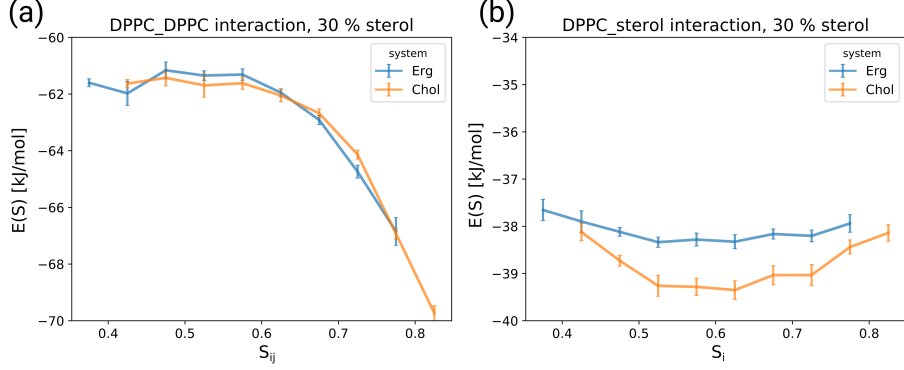 (a)
DPPC_DPPC interaction, 30 % sterol
−60
−62
−64
−66
−68
−70
E(S) [kJ/mol]
0.4
0.5
0.6
0.7
0.8
S_ij
system
Erg
Chol
(b)
DPPC_sterol interaction, 30 % sterol
−34
−35
−36
−37
−38
−39
−40
E(S) [kJ/mol]
0.4
0.5
0.6
0.7
0.8
S_i
system
Erg
Chol